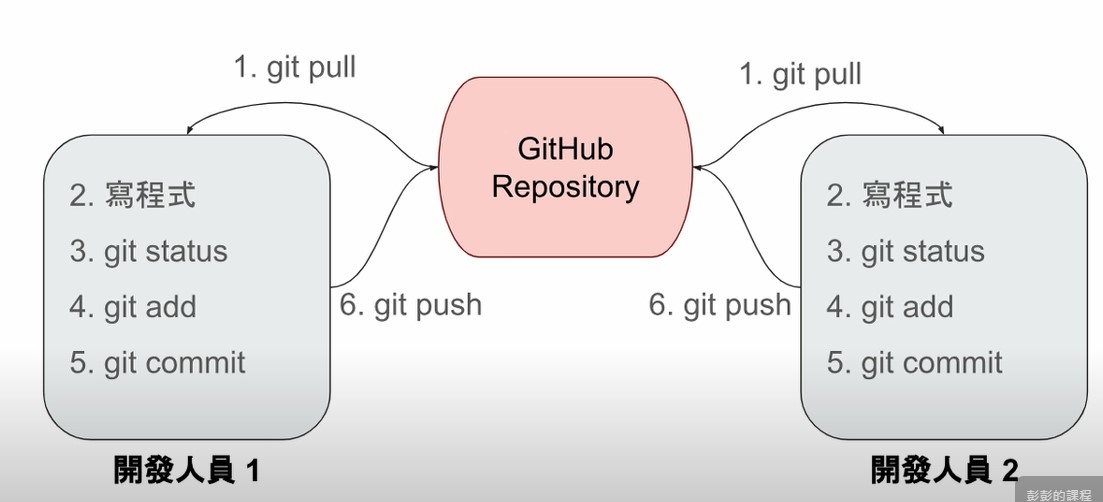 1. git pull
1. git pull
GitHub
Repository
2. 寫程式
3. git status
4. git add
5. git commit
6. git push
6. git push
2. 寫程式
3. git status
4. git add
5. git commit
開發人員 1
開發人員 2
彭彭的課程